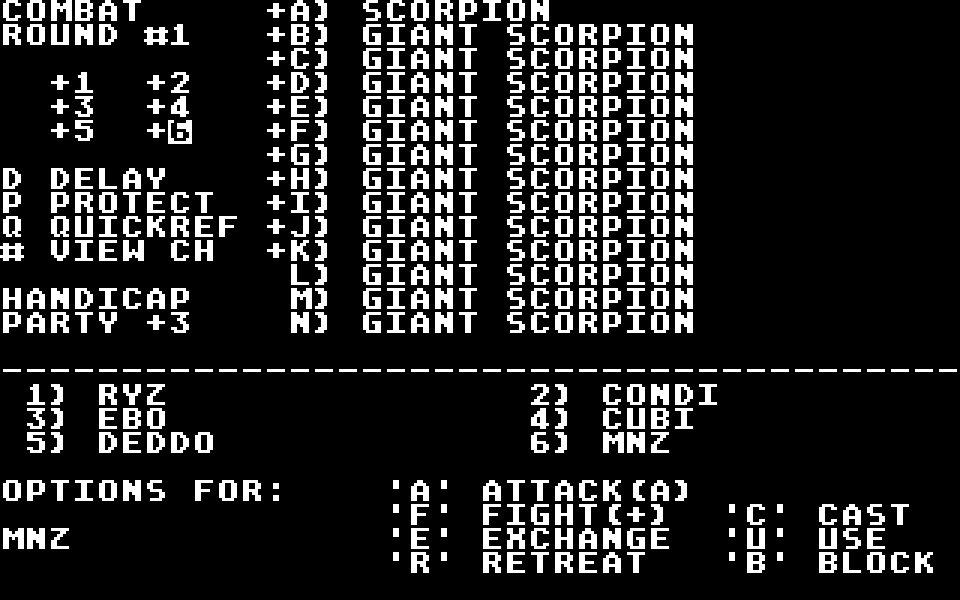 COMBAT +A) SCORPION
ROUND #1 +B) GIANT SCORPION
+C) GIANT SCORPION
+1 +2 +D) GIANT SCORPION
+3 +4 +E) GIANT SCORPION
+5 +6 +F) GIANT SCORPION
+G) GIANT SCORPION
D DELAY +H) GIANT SCORPION
P PROTECT +I) GIANT SCORPION
Q QUICKREF +J) GIANT SCORPION
# VIEW CH +K) GIANT SCORPION
L) GIANT SCORPION
HANDICAP M) GIANT SCORPION
PARTY +3 N) GIANT SCORPION
----------------------------------------
1) RYZ 2) CONDI
3) EBO 4) CUBI
5) DEDDO 6) MNZ
OPTIONS FOR: 'A' ATTACK(A)
'F' FIGHT(+) 'C' CAST
MNZ 'E' EXCHANGE 'U' USE
'R' RETREAT 'B' BLOCK